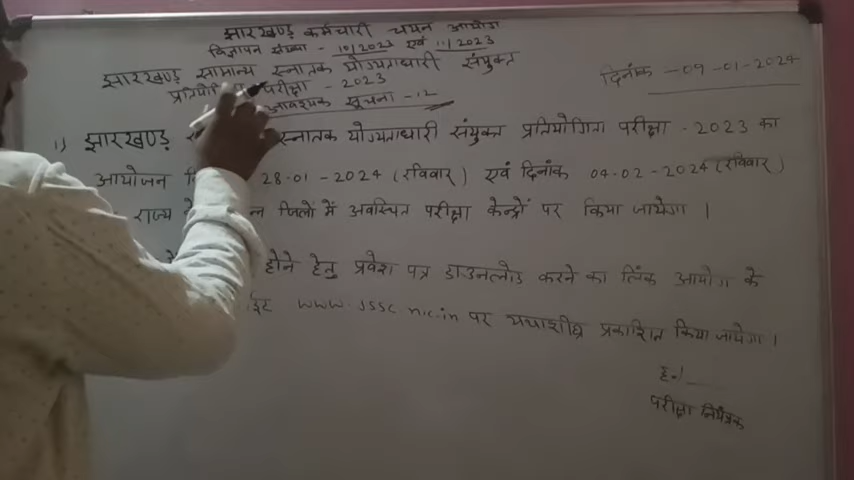 झारखण्ड कर्मचारी चयन आयोग
विज्ञापन संख्या - 10/2023 एवं 11/2023
झारखण्ड सामान्य स्नातक योग्यताधारी संयुक्त
परीक्षा - 2023
आवश्यक सूचना - 12
दिनांक - 09-01-2024
1) झारखण्ड स्नातक योग्यताधारी संयुक्त प्रतियोगिता परीक्षा - 2023 का
आयोजन 28-01-2024 (रविवार) एवं दिनांक 04-02-2024 (रविवार)
राज्य जिलों में अवस्थित परीक्षा केन्द्रों पर किया जायेगा ।
होने हेतु प्रवेश पत्र डाउनलोड करने का लिंक आयोग के
www.jssc.nic.in पर यथाशीघ्र प्रकाशित किया जायेगा ।
ह०/__
परीक्षा नियंत्रक